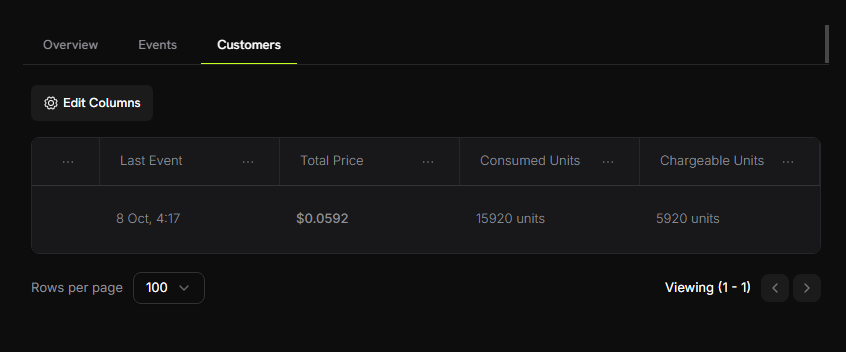 Overview Events Customers
Edit Columns
... Last Event ... Total Price ... Consumed Units ... Chargeable Units ...
8 Oct, 4:17 $0.0592 15920 units 5920 units
Rows per page 100 Viewing (1 - 1)